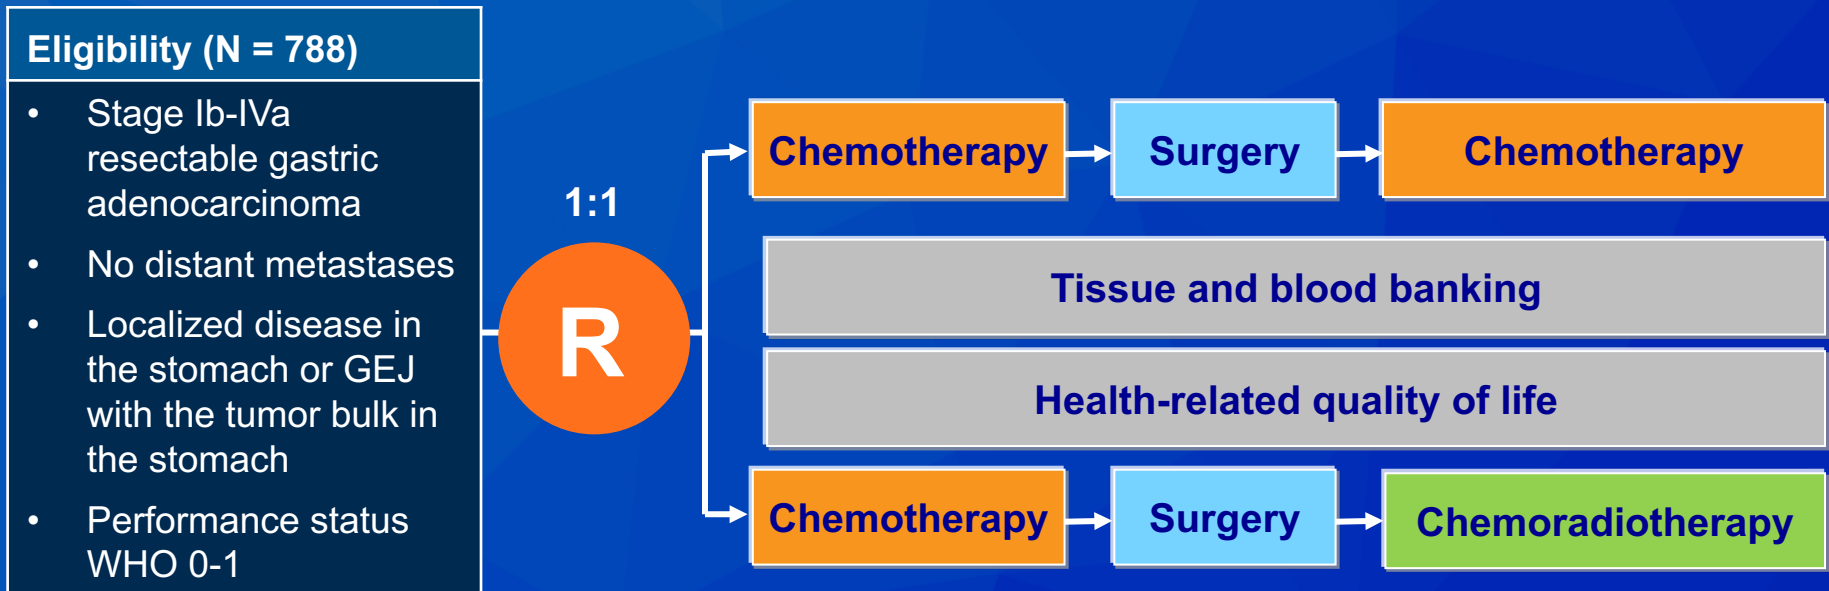 Eligibility (N = 788)
• Stage Ib-IVa
resectable gastric
adenocarcinoma
• No distant metastases
• Localized disease in
the stomach or GEJ
with the tumor bulk in
the stomach
• Performance status
WHO 0-1
1:1
R
Chemotherapy
Surgery
Chemotherapy
Tissue and blood banking
Health-related quality of life
Chemotherapy
Surgery
Chemoradiotherapy